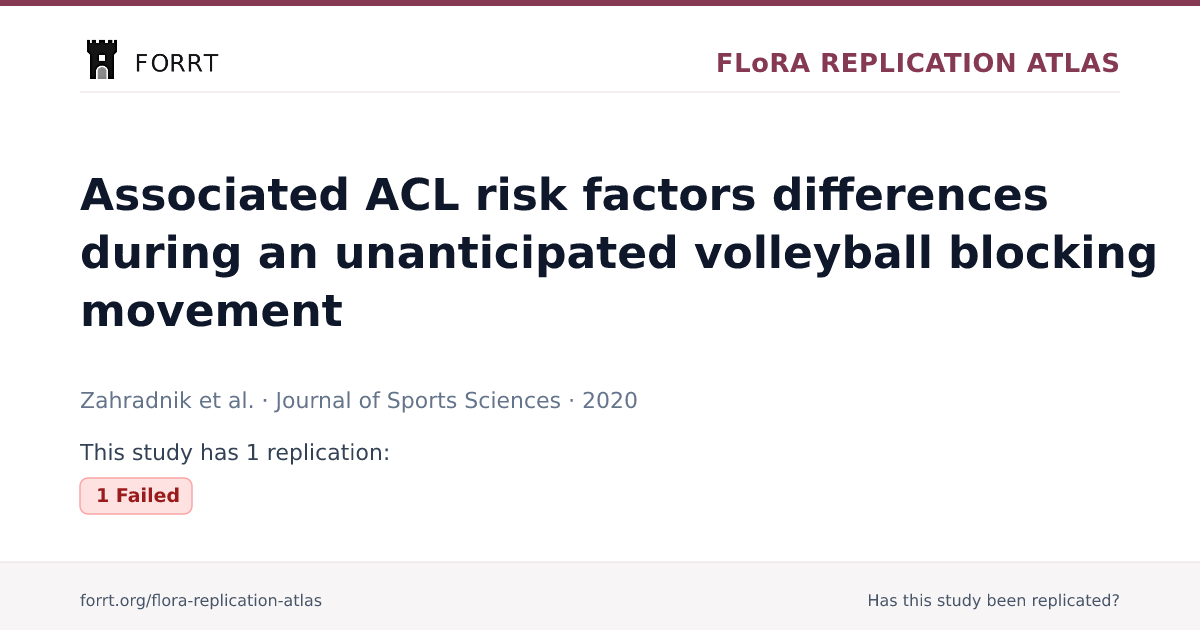 FORRT
FLoRA REPLICATION ATLAS
Associated ACL risk factors differences
during an unanticipated volleyball blocking
movement
Zahradnik et al. · Journal of Sports Sciences · 2020
This study has 1 replication:
1 Failed
forrt.org/flora-replication-atlas
Has this study been replicated?